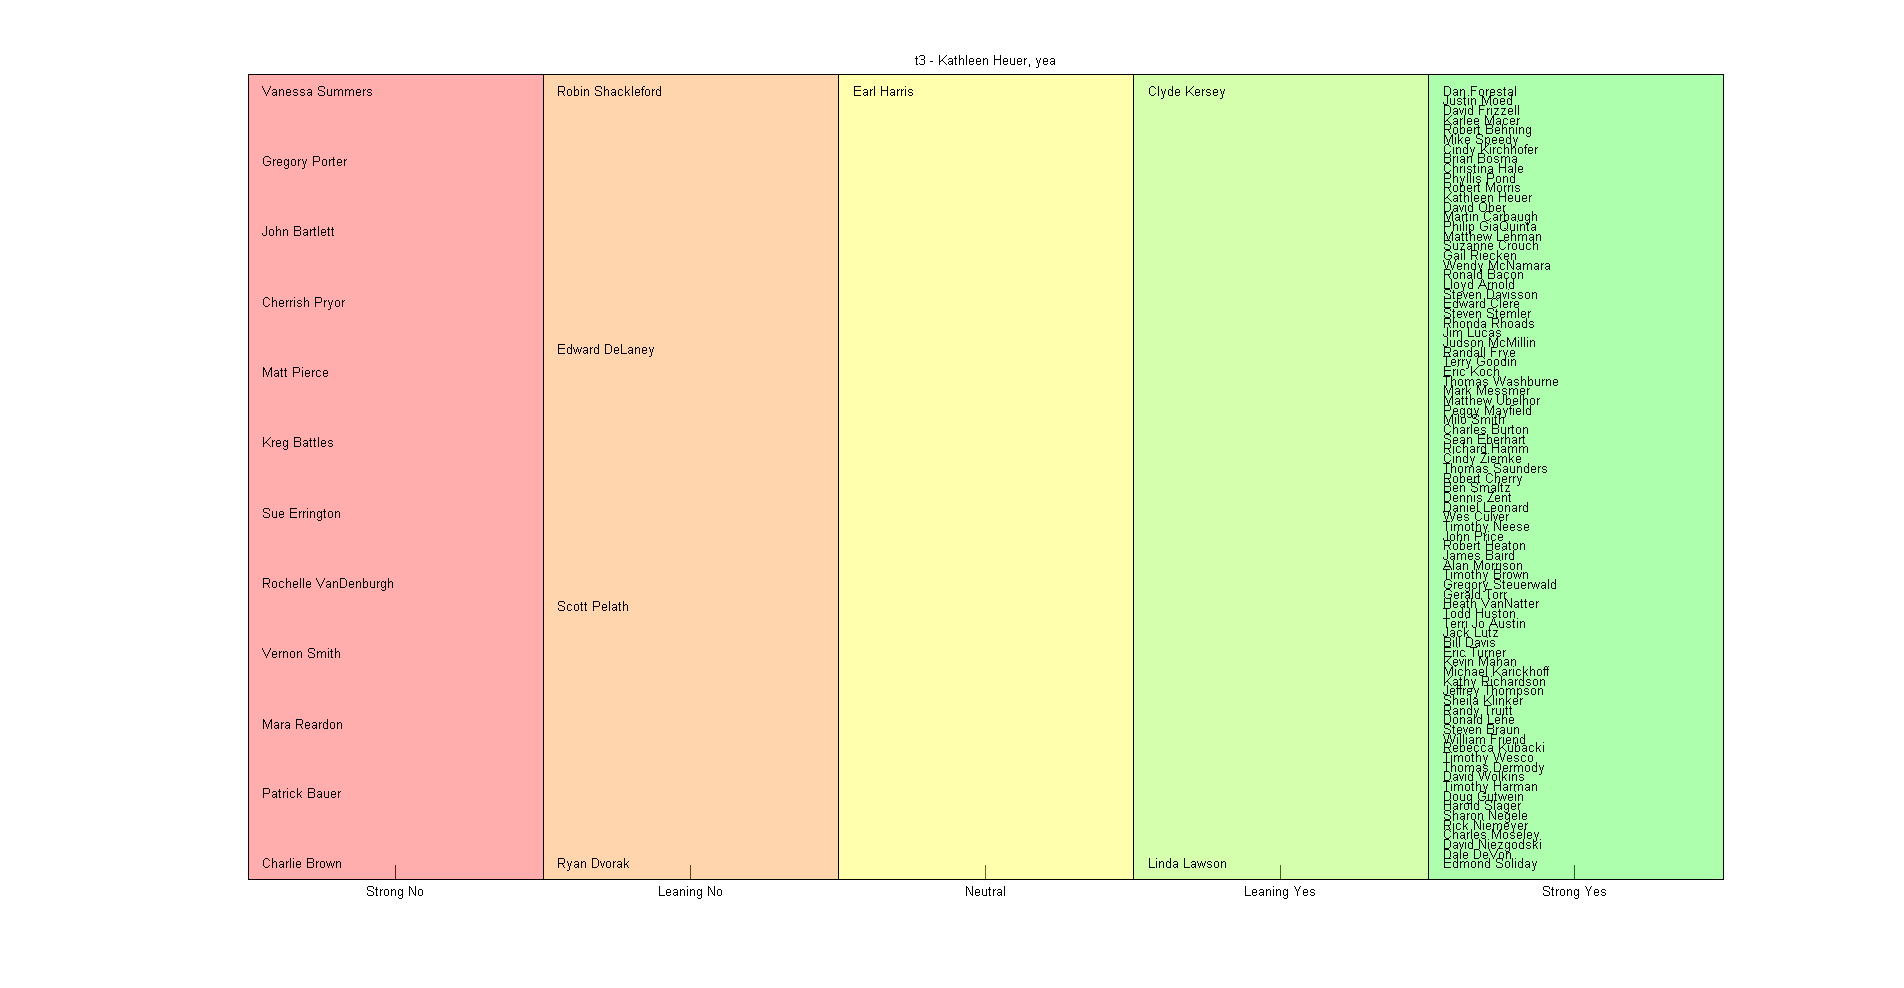 t3 - Kathleen Heuer, yea
Vanessa Summers
Gregory Porter
John Bartlett
Cherrish Pryor
Matt Pierce
Kreg Battles
Sue Errington
Rochelle VanDenburgh
Vernon Smith
Mara Reardon
Patrick Bauer
Charlie Brown
Robin Shackleford
Edward DeLaney
Scott Pelath
Ryan Dvorak
Earl Harris
Clyde Kersey
Linda Lawson
Dan Forestal
Justin Moed
David Frizzell
Karlee Macer
Robert Behning
Mike Speedy
Cindy Kirchhofer
Brian Bosma
Christina Hale
Phyllis Pond
Robert Morris
Kathleen Heuer
David Ober
Martin Carbaugh
Philip GiaQuinta
Matthew Lehman
Suzanne Crouch
Gail Riecken
Wendy McNamara
Ronald Bacon
Lloyd Arnold
Steven Davisson
Edward Clere
Steven Stemler
Rhonda Rhoads
Jim Lucas
Judson McMillin
Randall Frye
Terry Goodin
Eric Koch
Thomas Washburne
Mark Messmer
Matthew Ubelhor
Peggy Mayfield
Milo Smith
Charles Burton
Sean Eberhart
Richard Hamm
Cindy Ziemke
Thomas Saunders
Robert Cherry
Ben Smaltz
Dennis Zent
Daniel Leonard
Wes Culver
Timothy Neese
John Price
Robert Heaton
James Baird
Alan Morrison
Timothy Brown
Gregory Steuerwald
Gerald Torr
Heath VanNatter
Todd Huston
Terri Jo Austin
Jack Lutz
Bill Davis
Eric Turner
Kevin Mahan
Michael Karickhoff
Kathy Richardson
Jeffrey Thompson
Sheila Klinker
Randy Truitt
Donald Lehe
Steven Braun
William Friend
Rebecca Kubacki
Timothy Wesco
Thomas Dermody
David Wolkins
Timothy Harman
Doug Gutwein
Harold Slager
Sharon Negele
Rick Niemeyer
Charles Moseley
David Niezgodski
Dale DeVon
Edmond Soliday
Strong No
Leaning No
Neutral
Leaning Yes
Strong Yes